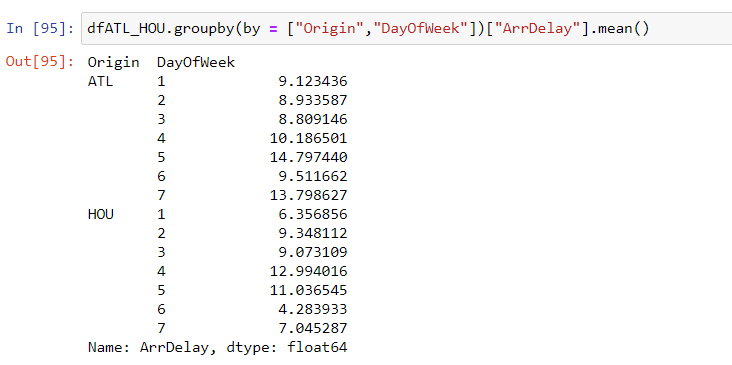 In [95]: dfATL_HOU.groupby(by = ["Origin","DayOfWeek"])["ArrDelay"].mean()
Out[95]: Origin  DayOfWeek
ATL     1             9.123436
        2             8.933587
        3             8.809146
        4            10.186501
        5            14.797440
        6             9.511662
        7            13.798627
HOU     1             6.356856
        2             9.348112
        3             9.073109
        4            12.994016
        5            11.036545
        6             4.283933
        7             7.045287
Name: ArrDelay, dtype: float64